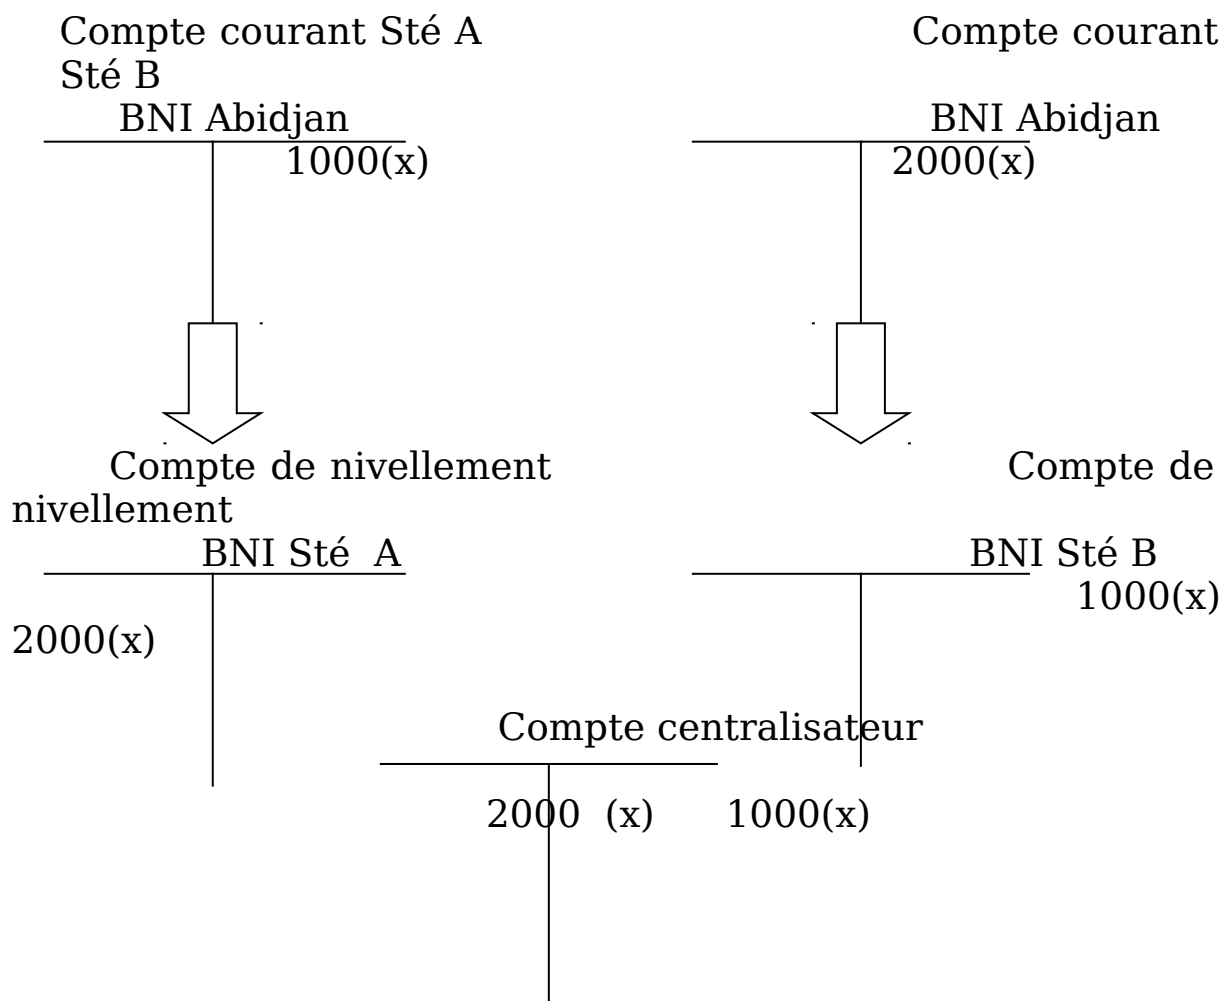 Compte courant Sté A Compte courant
Sté B
BNI Abidjan BNI Abidjan
1000(x) 2000(x)
Compte de nivellement Compte de
nivellement
BNI Sté A BNI Sté B
1000(x)
2000(x)
Compte centralisateur
2000 (x) 1000(x)